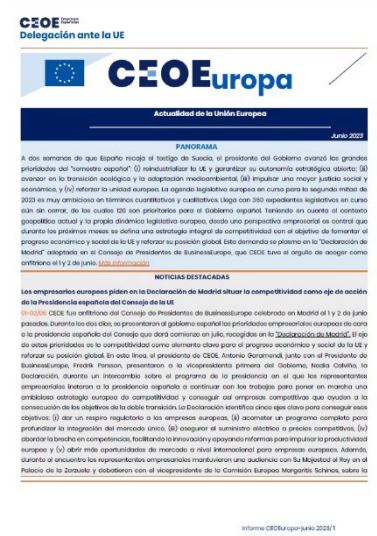 CEOE Empresas Españolas
Delegación ante la UE
CEOEuropa
Actualidad de la Unión Europea
Junio 2023
PANORAMA
A dos semanas de que España recoja el testigo de Suecia, el presidente del Gobierno avanzó las grandes
prioridades del "semestre español": (i) reindustrializar la UE y garantizar su autonomía estratégica abierta; (ii)
avanzar en la transición ecológica y la adaptación medioambiental, (iii) impulsar una mayor justicia social y
económica, y (iv) reforzar la unidad europea. La agenda legislativa europea en curso para la segunda mitad de
2023 es muy ambiciosa en términos cuantitativos y cualitativos. Llega con 360 expedientes legislativos en curso
aún sin cerrar, de los cuales 120 son prioritarios para el Gobierno español. Teniendo en cuenta el contexto
geopolítico actual y la propia dinámica legislativa europea, desde una perspectiva empresarial es central que
durante los próximos meses se defina una estrategia integral de competitividad con el objetivo de fomentar el
progreso económico y social de la UE y reforzar su posición global. Esta demanda se plasma en la "Declaración de
Madrid" adoptada en el Consejo de Presidentes de BusinessEurope, que CEOE tuvo el orgullo de acoger como
anfitriona el 1 y 2 de junio. Más información
NOTICIAS DESTACADAS
Los empresarios europeos piden en la Declaración de Madrid situar la competitividad como eje de acción
de la Presidencia española del Consejo de la UE
01-02/06 CEOE fue anfitriona del Consejo de Presidentes de BusinessEurope celebrado en Madrid el 1 y 2 de junio
pasados. Durante los dos días, se presentaron al gobierno español las prioridades empresariales europeas de cara
a la presidencia española del Consejo que dará comienzo en julio, recogidas en la "Declaración de Madrid". El eje
de estas prioridades es la competitividad como elemento clave para el progreso económico y social de la UE y
reforzar su posición global. En esta línea, el presidente de CEOE, Antonio Garamendi, junto con el Presidente
de BusinessEurope, Fredrik Persson, presentaron a la vicepresidenta primera del Gobierno, Nadia Calviño, la
Declaración, durante un intercambio en el que los representantes
empresariales instaron a la presidencia española a continuar con los trabajos para poner en marcha una
ambiciosa estrategia europea de competitividad y conseguir así empresas competitivas que ayuden a la
consecución de los objetivos de la doble transición. La Declaración identifica cinco ejes clave para conseguir esos
objetivos: (i) dar un respiro regulatorio a las empresas europeas, (ii) acometer un programa completo para
profundizar la integración del mercado único, (iii) asegurar el suministro eléctrico a precios competitivos, (iv)
abordar la brecha en competencias, facilitando la innovación y apoyando reformas para impulsar la productividad
europea y (v) abrir más oportunidades de mercado a nivel internacional para empresas europeas. Además,
durante el encuentro los representantes empresariales mantuvieron una audiencia con Su Majestad el Rey en el
Palacio de la Zarzuela y debatieron con el vicepresidente de la Comisión Europea Margaritis Schinas, sobre la
Informe CEOEuropa-junio 2023/1